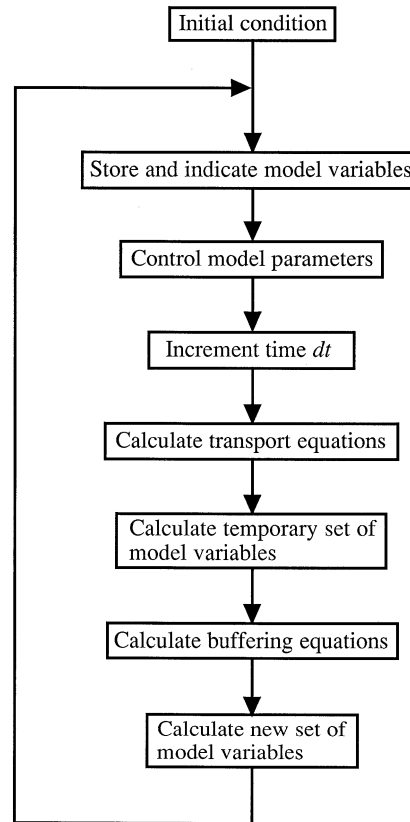 Initial condition
Store and indicate model variables
Control model parameters
Increment time dt
Calculate transport equations
Calculate temporary set of
model variables
Calculate buffering equations
Calculate new set of
model variables